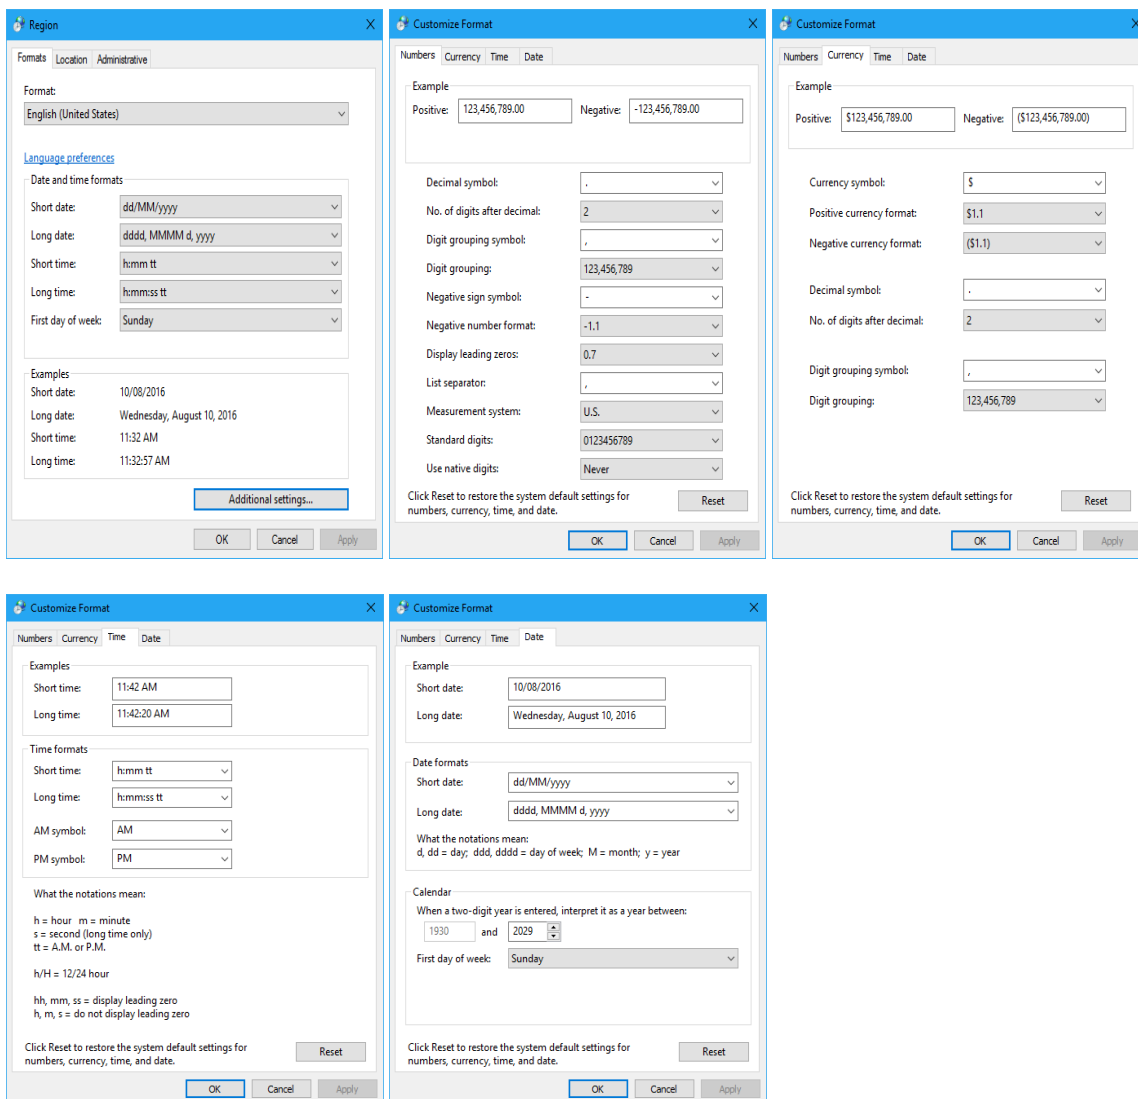 Region
Formats Location Administrative
Format:
English (United States)
Language preferences
Date and time formats
Short date: dd/MM/yyyy
Long date: dddd, MMMM d, yyyy
Short time: h:mm tt
Long time: h:mm:ss tt
First day of week: Sunday
Examples
Short date: 10/08/2016
Long date: Wednesday, August 10, 2016
Short time: 11:32 AM
Long time: 11:32:57 AM
Additional settings...
OK Cancel Apply
Customize Format
Numbers Currency Time Date
Example
Positive: 123,456,789.00 Negative: -123,456,789.00
Decimal symbol: .
No. of digits after decimal: 2
Digit grouping symbol: ,
Digit grouping: 123,456,789
Negative sign symbol: -
Negative number format: -1.1
Display leading zeros: 0.7
List separator: ,
Measurement system: U.S.
Standard digits: 0123456789
Use native digits: Never
Click Reset to restore the system default settings for
numbers, currency, time, and date.
Reset
OK Cancel Apply
Customize Format
Numbers Currency Time Date
Example
Positive: $123,456,789.00 Negative: ($123,456,789.00)
Currency symbol: $
Positive currency format: $1.1
Negative currency format: ($1.1)
Decimal symbol: .
No. of digits after decimal: 2
Digit grouping symbol: ,
Digit grouping: 123,456,789
Click Reset to restore the system default settings for
numbers, currency, time, and date.
Reset
OK Cancel Apply
Customize Format
Numbers Currency Time Date
Examples
Short time: 11:42 AM
Long time: 11:42:20 AM
Time formats
Short time: h:mm tt
Long time: h:mm:ss tt
AM symbol: AM
PM symbol: PM
What the notations mean:
h = hour m = minute
s = second (long time only)
tt = A.M. or P.M.
h/H = 12/24 hour
hh, mm, ss = display leading zero
h, m, s = do not display leading zero
Click Reset to restore the system default settings for
numbers, currency, time, and date.
Reset
OK Cancel Apply
Customize Format
Numbers Currency Time Date
Example
Short date: 10/08/2016
Long date: Wednesday, August 10, 2016
Date formats
Short date: dd/MM/yyyy
Long date: dddd, MMMM d, yyyy
What the notations mean:
d, dd = day; ddd, dddd = day of week; M = month; y = year
Calendar
When a two-digit year is entered, interpret it as a year between:
1930 and 2029
First day of week: Sunday
Click Reset to restore the system default settings for
numbers, currency, time, and date.
Reset
OK Cancel Apply